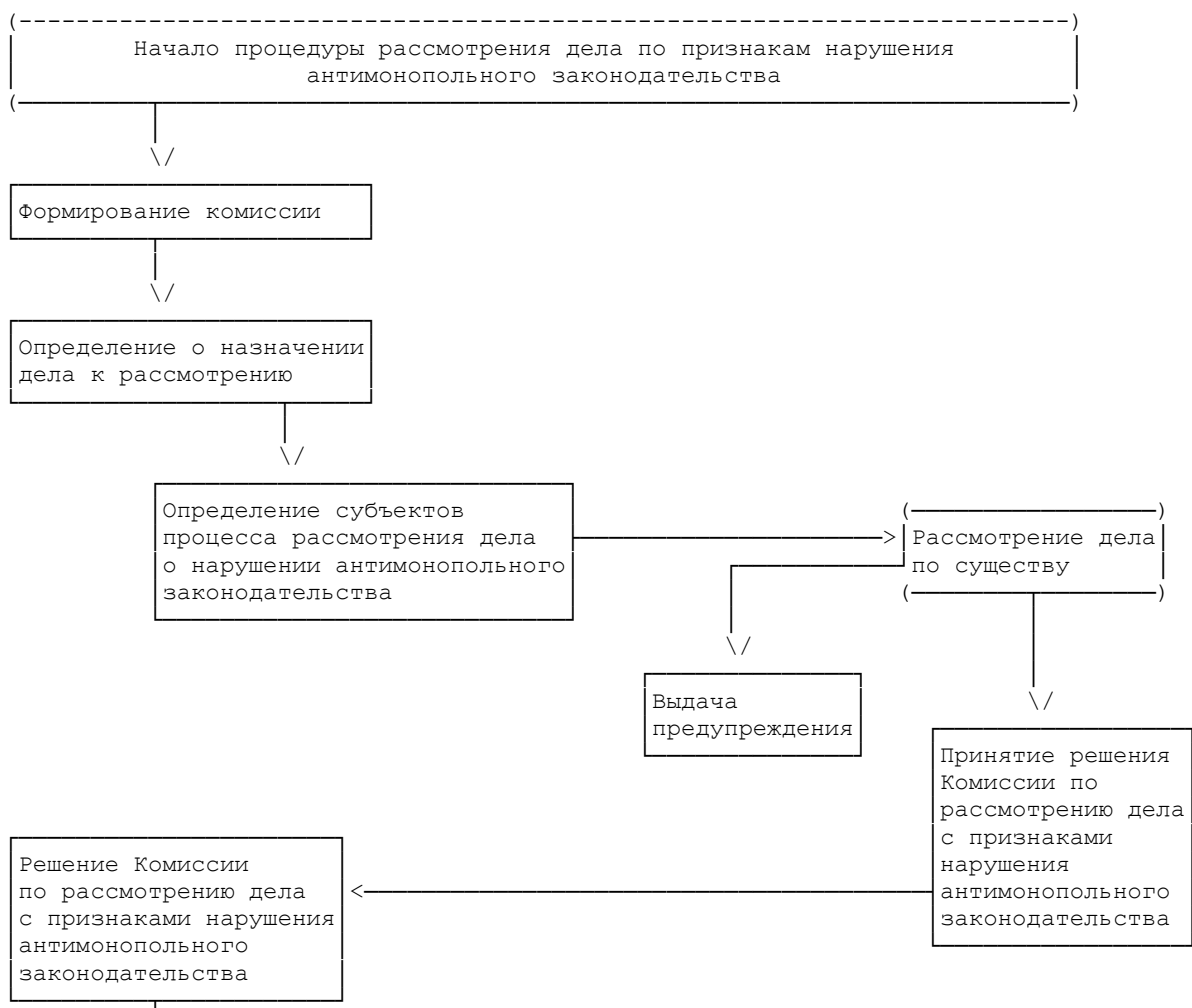 Начало процедуры рассмотрения дела по признакам нарушения
антимонопольного законодательства
Формирование комиссии
Определение о назначении
дела к рассмотрению
Определение субъектов
процесса рассмотрения дела
о нарушении антимонопольного
законодательства
Рассмотрение дела
по существу
Выдача
предупреждения
Принятие решения
Комиссии по
рассмотрению дела
с признаками
нарушения
антимонопольного
законодательства
Решение Комиссии
по рассмотрению дела
с признаками нарушения
антимонопольного
законодательства